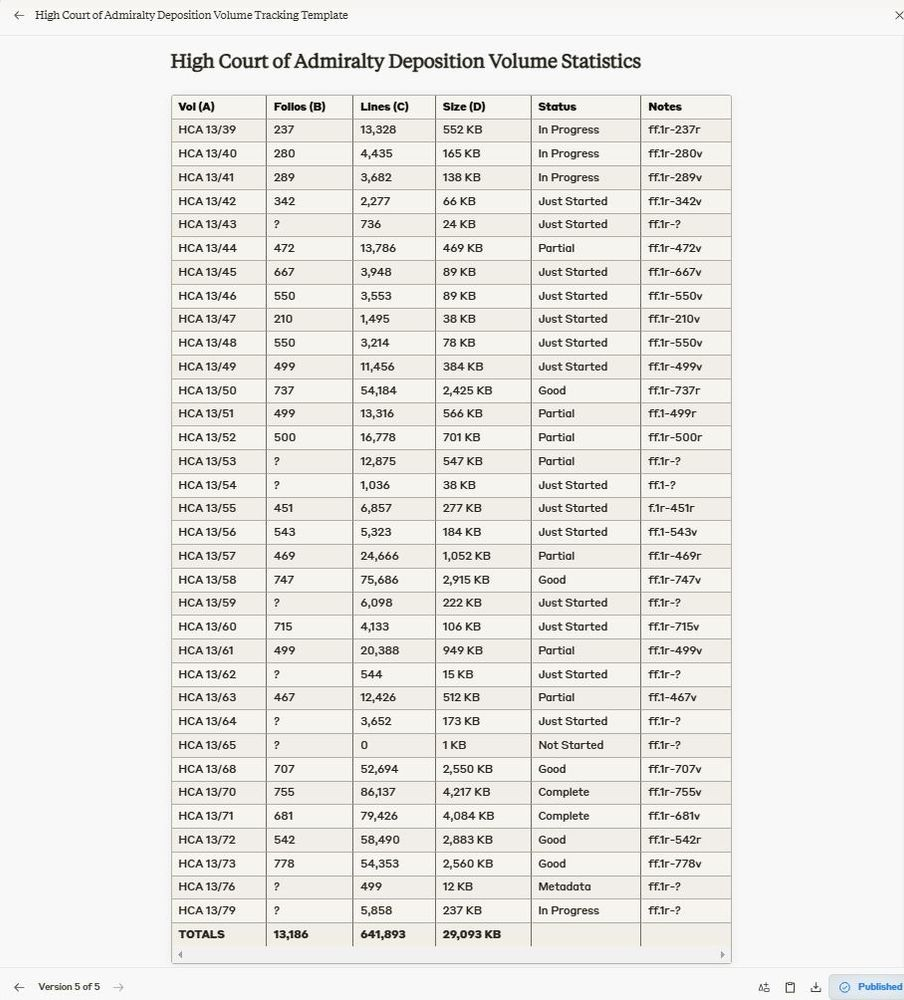 High Court of Admiralty Deposition Volume Tracking Template
High Court of Admiralty Deposition Volume Statistics
Vol (A) Folios (B) Lines (C) Size (D) Status Notes
HCA 13/39 237 13,328 552 KB In Progress ff.1r-237r
HCA 13/40 280 4,435 165 KB In Progress ff.1r-280v
HCA 13/41 289 3,682 138 KB In Progress ff.1r-289v
HCA 13/42 342 2,277 66 KB Just Started ff.1r-342v
HCA 13/43 ? 736 24 KB Just Started ff.1r-?
HCA 13/44 472 13,786 469 KB Partial ff.1r-472v
HCA 13/45 667 3,948 89 KB Just Started ff.1r-667v
HCA 13/46 550 3,553 89 KB Just Started ff.1r-550v
HCA 13/47 210 1,495 38 KB Just Started ff.1r-210v
HCA 13/48 550 3,214 78 KB Just Started ff.1r-550v
HCA 13/49 499 11,456 384 KB Just Started ff.1r-499v
HCA 13/50 737 54,184 2,425 KB Good ff.1r-737r
HCA 13/51 499 13,316 566 KB Partial ff.1-499r
HCA 13/52 500 16,778 701 KB Partial ff.1r-500r
HCA 13/53 ? 12,875 547 KB Partial ff.1r-?
HCA 13/54 ? 1,036 38 KB Just Started ff.1-?
HCA 13/55 451 6,857 277 KB Just Started f.1r-451r
HCA 13/56 543 5,323 184 KB Just Started ff.1-543v
HCA 13/57 469 24,666 1,052 KB Partial ff.1r-469r
HCA 13/58 747 75,686 2,915 KB Good ff.1r-747v
HCA 13/59 ? 6,098 222 KB Just Started ff.1r-?
HCA 13/60 715 4,133 106 KB Just Started ff.1r-715v
HCA 13/61 499 20,388 949 KB Partial ff.1r-499v
HCA 13/62 ? 544 15 KB Just Started ff.1r-?
HCA 13/63 467 12,426 512 KB Partial ff.1-467v
HCA 13/64 ? 3,652 173 KB Just Started ff.1r-?
HCA 13/65 ? 0 1 KB Not Started ff.1r-?
HCA 13/68 707 52,694 2,550 KB Good ff.1r-707v
HCA 13/70 755 86,137 4,217 KB Complete ff.1r-755v
HCA 13/71 681 79,426 4,084 KB Complete ff.1r-681v
HCA 13/72 542 58,490 2,883 KB Good ff.1r-542r
HCA 13/73 778 54,353 2,560 KB Good ff.1r-778v
HCA 13/76 ? 499 12 KB Metadata ff.1r-?
HCA 13/79 ? 5,858 237 KB In Progress ff.1r-?
TOTALS 13,186 641,893 29,093 KB
Version 5 of 5 Published